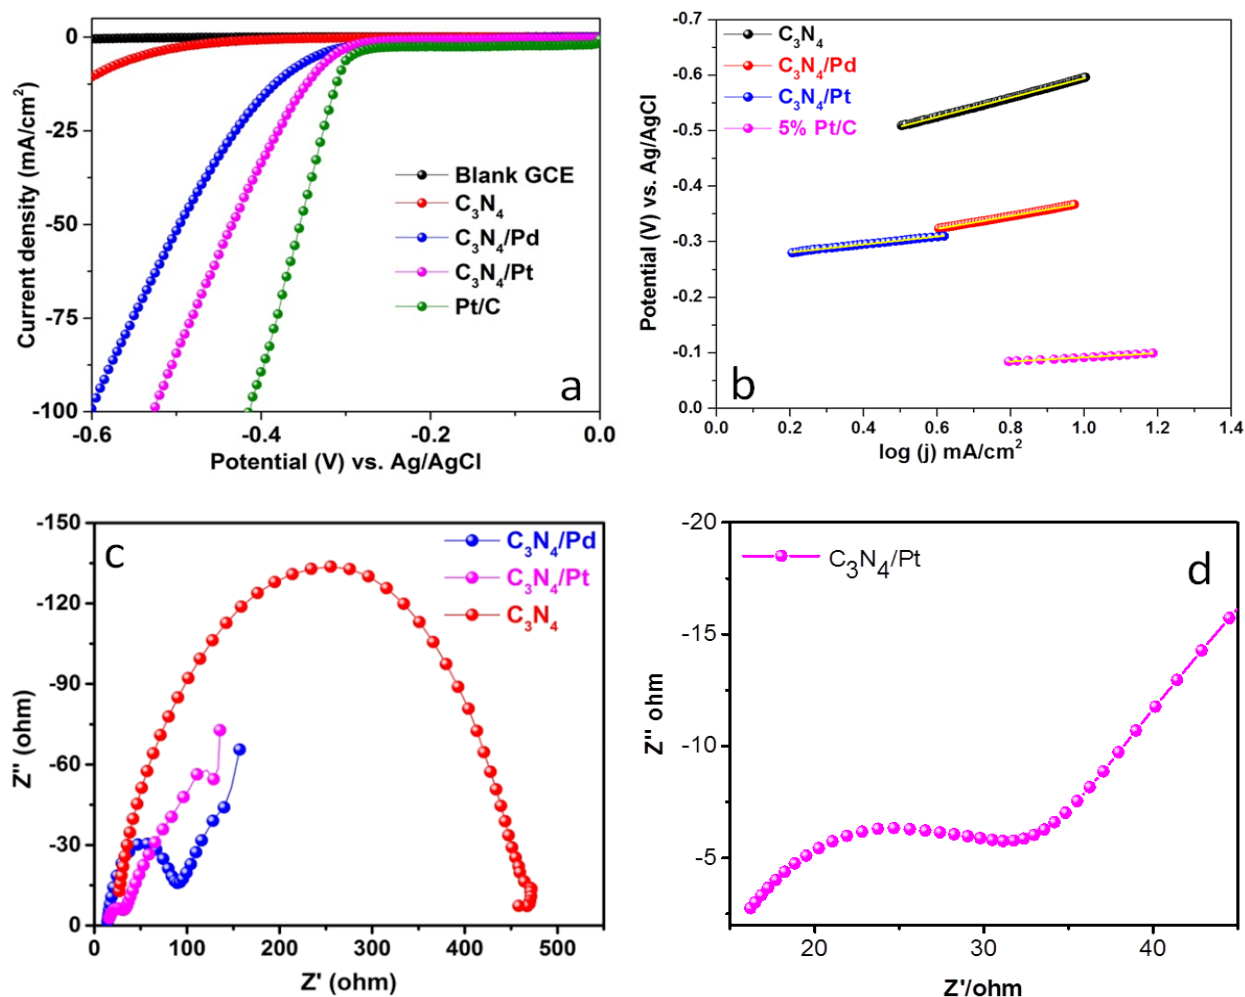 0
-25
-50
-75
-100
-0.6
-0.4
-0.2
0.0
Current density (mA/cm²)
Potential (V) vs. Ag/AgCl
Blank GCE
C₃N₄
C₃N₄/Pd
C₃N₄/Pt
Pt/C
a
-0.7
-0.6
-0.5
-0.4
-0.3
-0.2
-0.1
0.0
0.0
0.2
0.4
0.6
0.8
1.0
1.2
1.4
Potential (V) vs. Ag/AgCl
log (j) mA/cm²
C₃N₄
C₃N₄/Pd
C₃N₄/Pt
5% Pt/C
b
-150
-120
-90
-60
-30
0
0
100
200
300
400
500
Z'' (ohm)
Z' (ohm)
c
C₃N₄/Pd
C₃N₄/Pt
C₃N₄
-20
-15
-10
-5
20
30
40
Z'' ohm
Z'/ohm
C₃N₄/Pt
d